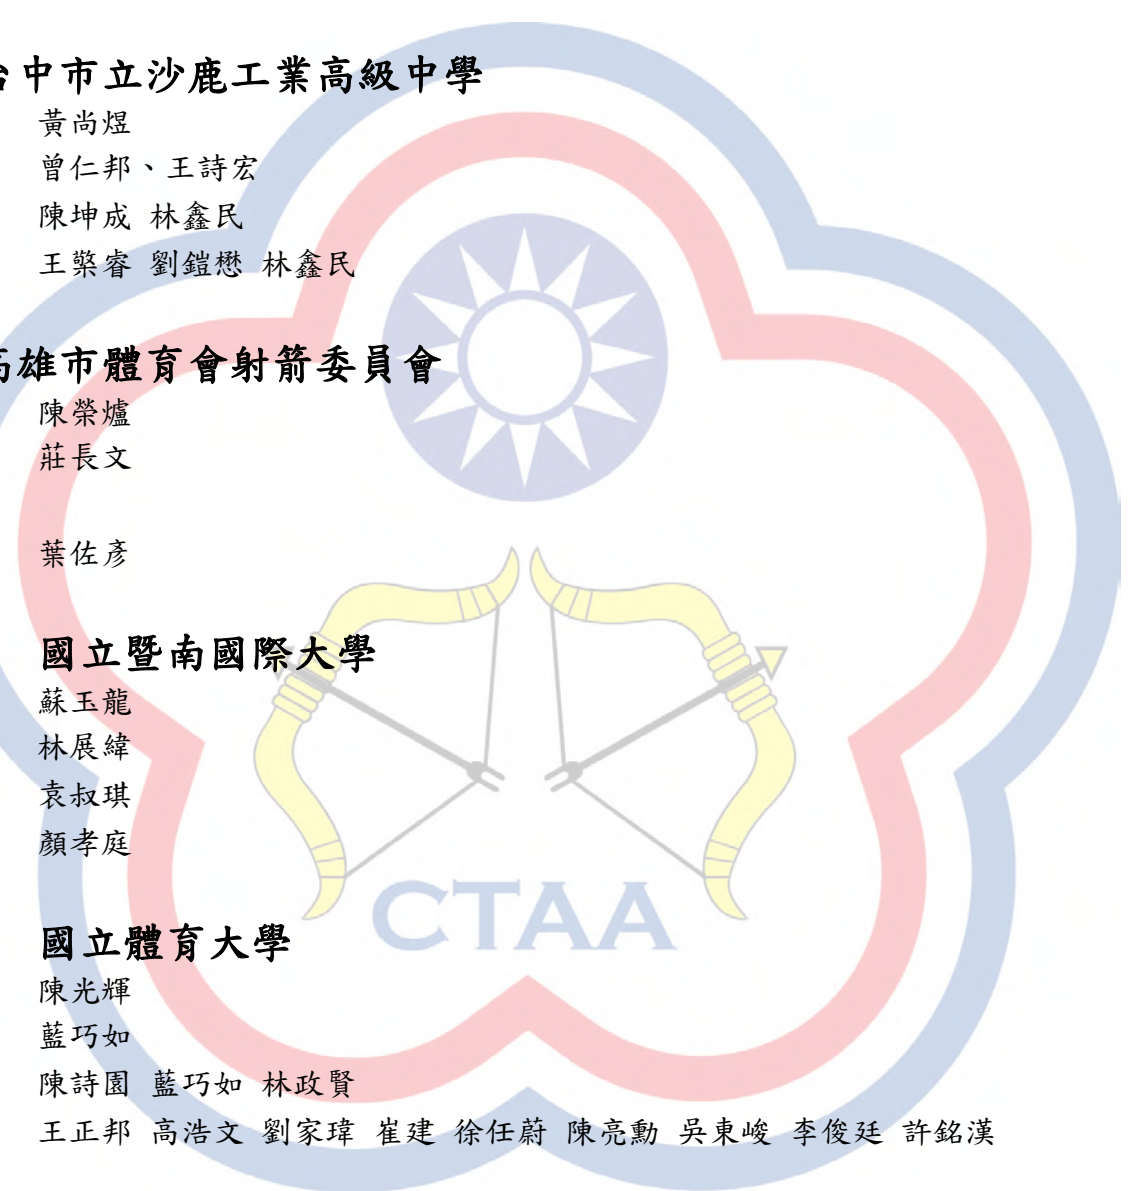 台中市立沙鹿工業高級中學
黃尚煜
曾仁邦、王詩宏
陳坤成 林鑫民
王棨睿 劉鎧懋 林鑫民
高雄市體育會射箭委員會
陳榮爐
莊長文
葉佐彥
國立暨南國際大學
蘇玉龍
林展緯
袁叔琪
顏孝庭
CTAA
國立體育大學
陳光輝
藍巧如
陳詩園 藍巧如 林政賢
王正邦 高浩文 劉家瑋 崔建 徐任蔚 陳亮勳 吳東峻 李俊廷 許銘漢